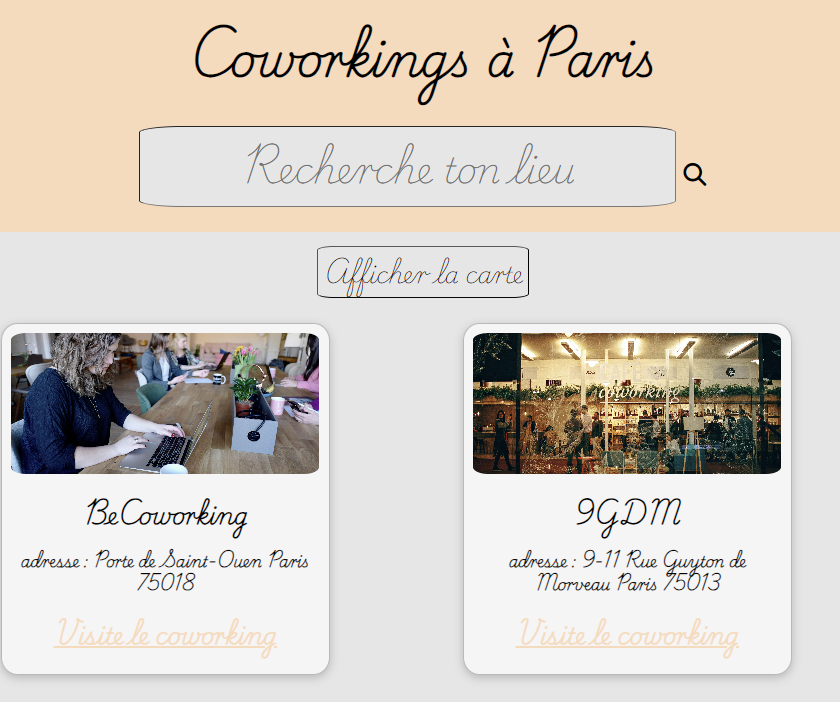 Coworkings à Paris
Recherche ton lieu
Afficher la carte
coworking
BeCoworking
adresse : Porte de Saint-Ouen Paris
75018
Visite le coworking
9GDM
adresse : 9-11 Rue Guyton de
Morveau Paris 75013
Visite le coworking